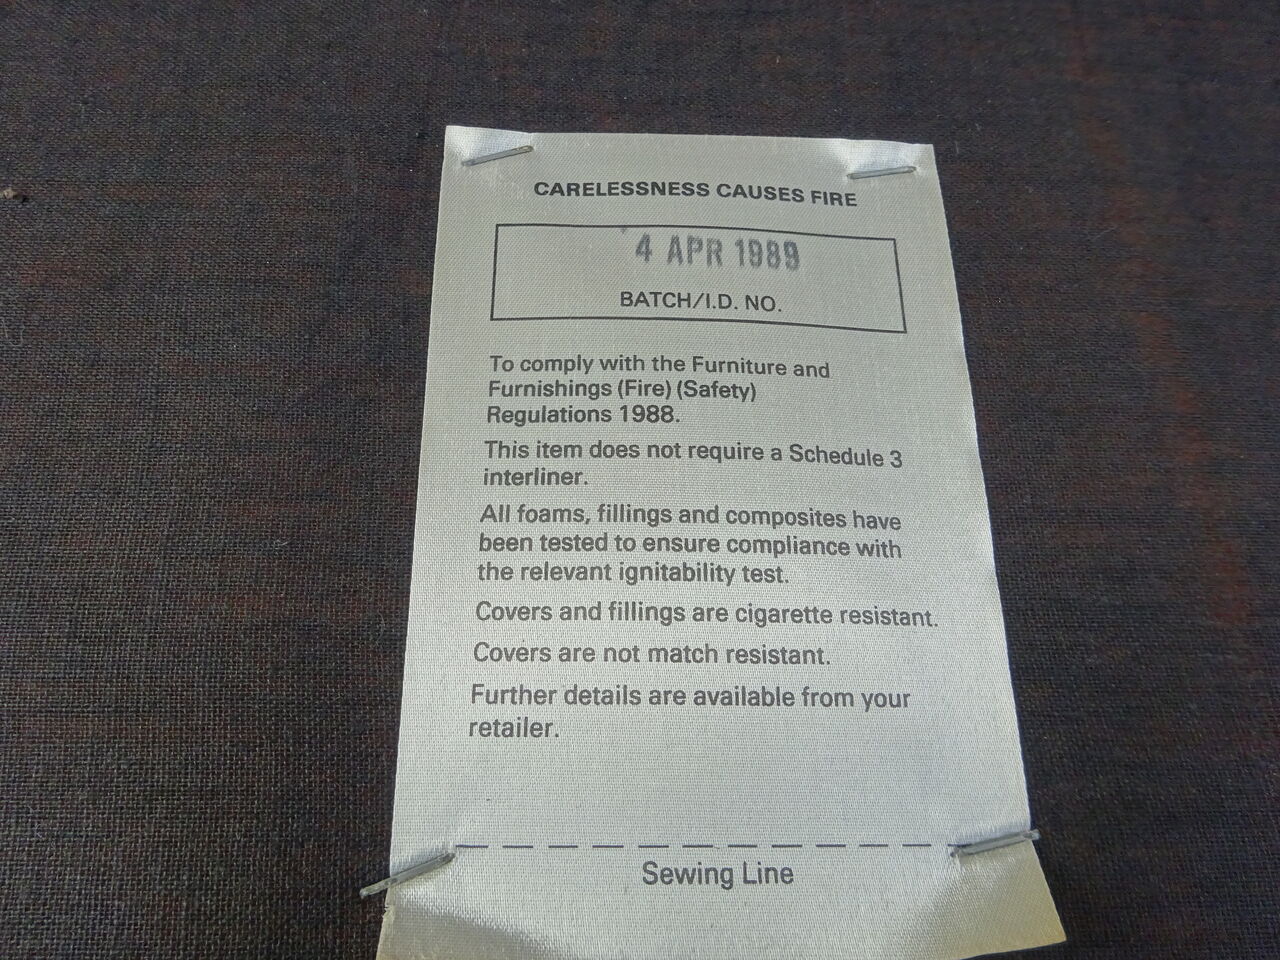 CARELESSNESS CAUSES FIRE
4 APR 1989
BATCH/I.D. NO.
To comply with the Furniture and
Furnishings (Fire) (Safety)
Regulations 1988.
This item does not require a Schedule 3
interliner.
All foams, fillings and composites have
been tested to ensure compliance with
the relevant ignitability test.
Covers and fillings are cigarette resistant.
Covers are not match resistant.
Further details are available from your
retailer.
Sewing Line